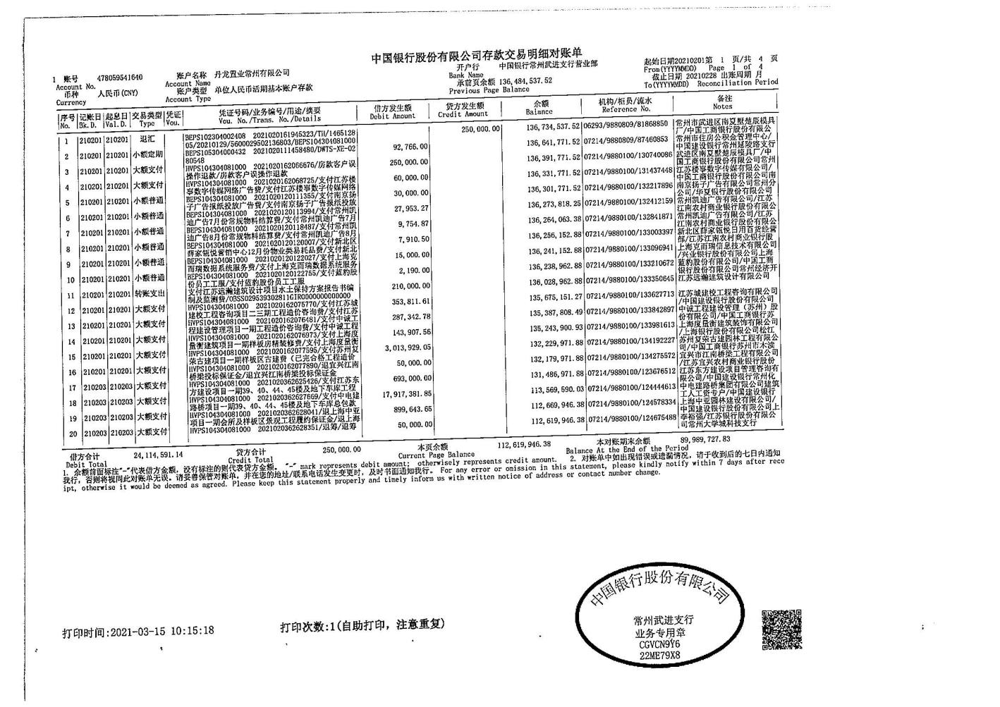 中国银行股份有限公司存款交易明细对账单
1 账号 478059541640 账户名称 丹龙置业常州有限公司 开户行 中国银行常州武进支行营业部 起始日期20210201第 1 页/共 4 页
Account No. Account Name Bank Name From(YYYYMMDD) Page 1 of 4
币种 人民币(CNY) 账户类型 单位人民币活期基本账户存款 承前页余额 136,484,537.52 截止日期 20210228 出账周期 月
Currency Account Type Previous Page Balance To(YYYYMMDD) Reconciliation Period
序号 记账日 起息日 交易类型 凭证 凭证号码/业务编号/用途/摘要 借方发生额 贷方发生额 余额 机构/柜员/流水 备注
No. Bk.D. Val.D. Type Vou. Vou. No./Trans. No./Details Debit Amount Credit Amount Balance Reference No. Notes
1 210201 210201 退汇 BEPS102304002408 2021020161945323/TH/1465128 250,000.00 136,734,537.52 06293/9880809/81868850 常州市武进区南夏墅楚辰模具
05/20210129/5600029502136803/BEPS104304081000 厂/中国工商银行股份有限公
2 210201 210201 小额定期 BEPS105304000432 2021020111458480/DWTS-XE-02 92,766.00 136,641,771.52 07214/9880809/87460853 常州市住房公积金管理中心/
80548 中国建设银行常州延陵路支行
3 210201 210201 大额支付 HVPS104304081000 2021020162066676/房款客户误 250,000.00 136,391,771.52 07214/9880100/130740086 武进区南夏墅楚辰模具厂/中
操作退款/房款客户误操作退款 国工商银行股份有限公司常州
4 210201 210201 大额支付 HVPS104304081000 2021020162068725/支付江苏楼 60,000.00 136,331,771.52 07214/9880100/131437448 江苏楼事数字传媒有限公司/
事数字传媒网络广告费/支付江苏楼事数字传媒网络 中国工商银行股份有限公司南
5 210201 210201 小额普通 BEPS104304081000 2021020120111355/支付南京扬 30,000.00 136,301,771.52 07214/9880100/132217896 南京扬子广告有限公司常州分
子广告报纸投放广告费/支付南京扬子广告报纸投放 公司/华夏银行股份有限公司
6 210201 210201 小额普通 BEPS104304081000 2021020120113994/支付常州凯 27,953.27 136,273,818.25 07214/9880100/132412159 常州凯迪广告有限公司/江苏
迪广告7月份常规物料结算费/支付常州凯迪广告7月 江南农村商业银行股份有限公
7 210201 210201 小额普通 BEPS104304081000 2021020120118487/支付常州凯 9,754.87 136,264,063.38 07214/9880100/132841871 常州凯迪广告有限公司/江苏
迪广告8月份常规物料结算费/支付常州凯迪广告8月 江南农村商业银行股份有限公
8 210201 210201 小额普通 BEPS104304081000 2021020120120007/支付新北区 7,910.50 136,256,152.88 07214/9880100/133003397 新北区薛家甑悦日用百货经营
薛家甑悦营销中心12月份物业类易耗品费/支付新北 部/江苏江南农村商业银行股
9 210201 210201 小额普通 BEPS104304081000 2021020120122027/支付上海克 15,000.00 136,241,152.88 07214/9880100/133096941 上海克而瑞信息技术有限公司
而瑞数据系统服务费/支付上海克而瑞数据系统服务 /兴业银行股份有限公司上海
10 210201 210201 小额普通 BEPS104304081000 2021020120122755/支付蓝豹股 2,190.00 136,238,962.88 07214/9880100/133210672 蓝豹股份有限公司/中国工商
份员工工服/支付蓝豹股份员工工服 银行股份有限公司常州经济开
11 210201 210201 转账支出 支付江苏远瀚建筑设计项目水土保持方案报告书编 210,000.00 136,028,962.88 07214/9880100/133350645 江苏远瀚建筑设计有限公司
制及监测费/OBSS029539302811GIRO000000000000
12 210201 210201 大额支付 HVPS104304081000 2021020162075770/支付江苏城 353,811.61 135,675,151.27 07214/9880100/133627713 江苏城建校工程咨询有限公司
建校工程咨询项目二三期工程造价咨询费/支付江苏 /中国建设银行股份有限公司
13 210201 210201 大额支付 HVPS104304081000 2021020162076481/支付中诚工 287,342.78 135,387,808.49 07214/9880100/133842897 中诚工程建设管理（苏州）股
程建设管理项目一期工程造价咨询费/支付中诚工程 份有限公司/中国工商银行苏
14 210201 210201 大额支付 HVPS104304081000 2021020162076973/支付上海度 143,907.56 135,243,900.93 07214/9880100/133981613 上海度量衡建筑装饰有限公司
量衡建筑项目一期样板房精装修费/支付上海度量衡 /上海银行股份有限公司松江
15 210201 210201 大额支付 HVPS104304081000 2021020162077595/支付苏州复 3,013,929.05 132,229,971.88 07214/9880100/134192227 苏州复荣古建园林工程有限公
荣古建项目一期样板区古建费（已完合格工程造价 司/中国工商银行苏州市木渎
16 210201 210201 大额支付 HVPS104304081000 2021020162077890/退宜兴江南 50,000.00 132,179,971.88 07214/9880100/134275572 宜兴市江南桥梁工程有限公司
桥梁投标保证金/退宜兴江南桥梁投标保证金 /江苏宜兴农村商业银行股份
17 210203 210203 大额支付 HVPS104304081000 2021020362625426/支付江苏东 693,000.00 131,486,971.88 07214/9880100/123676512 江苏东方建设项目管理咨询有
方建设项目一期39、40、44、45楼及地下车库工程 限公司/中国建设银行常州化
18 210203 210203 大额支付 HVPS104304081000 2021020362627669/支付中电建 17,917,381.85 113,569,590.03 07214/9880100/124444613 中电建路桥集团有限公司建筑
路桥项目一期39、40、44、45楼及地下车库总包款 工人工资专户/中国建设银行
19 210203 210203 大额支付 HVPS104304081000 2021020362628041/退上海中亚 899,643.65 112,669,946.38 07214/9880100/124578334 上海中亚园林建设有限公司/
项目一期会所及样板区景观工程履约保证金/退上海 中国建设银行股份有限公司上
20 210203 210203 大额支付 HVPS104304081000 2021020362628351/退筹/退筹 50,000.00 112,619,946.38 07214/9880100/124675488 李裕强/江苏银行股份有限公
司常州大学城科技支行
借方合计 24,114,591.14 贷方合计 250,000.00 本页余额 112,619,946.38 本对账期末余额 89,989,727.83
Debit Total Credit Total Current Page Balance Balance At the End of the Period
1. 余额前面标注"-"代表借方金额，没有标注的则代表贷方金额。 "-" mark represents debit amount; otherwisely represents credit amount. 2. 对账单中如出现错误或遗漏情况，请于收到后的七日内通知
我行，否则将视同此对账单无误。请妥善保管对账单，并在您的地址/联系电话发生变更时，及时书面通知我行。 For any error or omission in this statement, please kindly notify within 7 days after rece
ipt, otherwise it would be deemed as agreed. Please keep this statement properly and timely inform us with written notice of address or contact number change.
打印时间:2021-03-15 10:15:18 打印次数:1(自助打印，注意重复)
中国银行股份有限公司
常州武进支行
业务专用章
CGVCN9Y6
22ME79X8